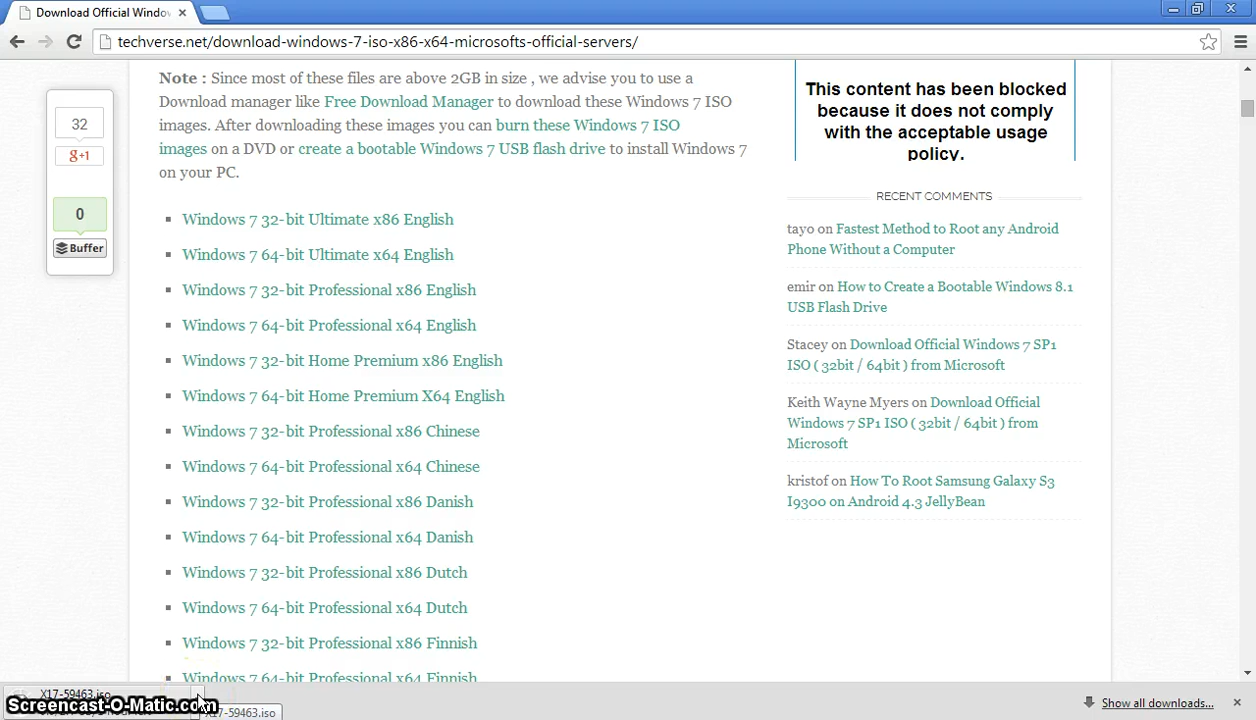 Download Official Windo
techverse.net/download-windows-7-iso-x86-x64-microsofts-official-servers/
32
g+1
0
Buffer
Note : Since most of these files are above 2GB in size , we advise you to use a
Download manager like Free Download Manager to download these Windows 7 ISO
images. After downloading these images you can burn these Windows 7 ISO
images on a DVD or create a bootable Windows 7 USB flash drive to install Windows 7
on your PC.
Windows 7 32-bit Ultimate x86 English
Windows 7 64-bit Ultimate x64 English
Windows 7 32-bit Professional x86 English
Windows 7 64-bit Professional x64 English
Windows 7 32-bit Home Premium x86 English
Windows 7 64-bit Home Premium X64 English
Windows 7 32-bit Professional x86 Chinese
Windows 7 64-bit Professional x64 Chinese
Windows 7 32-bit Professional x86 Danish
Windows 7 64-bit Professional x64 Danish
Windows 7 32-bit Professional x86 Dutch
Windows 7 64-bit Professional x64 Dutch
Windows 7 32-bit Professional x86 Finnish
Windows 7 64-bit Professional x64 Finnish
This content has been blocked
because it does not comply
with the acceptable usage
policy.
RECENT COMMENTS
tayo on Fastest Method to Root any Android
Phone Without a Computer
emir on How to Create a Bootable Windows 8.1
USB Flash Drive
Stacey on Download Official Windows 7 SP1
ISO ( 32bit / 64bit ) from Microsoft
Keith Wayne Myers on Download Official
Windows 7 SP1 ISO ( 32bit / 64bit ) from
Microsoft
kristof on How To Root Samsung Galaxy S3
I9300 on Android 4.3 JellyBean
X17-59463.iso
Screencast-O-Matic.com
X17-59463.iso
Show all downloads...